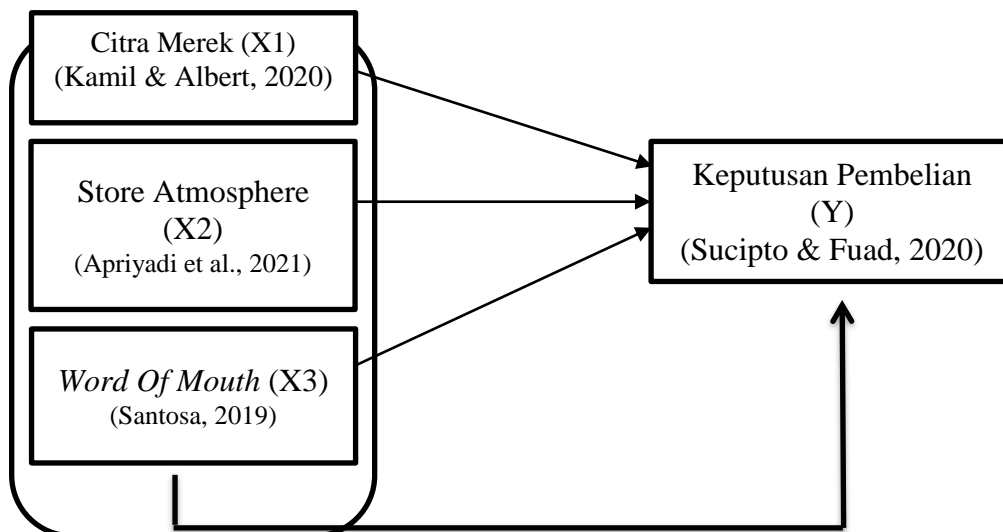 Citra Merek (X1)
(Kamil & Albert, 2020)
Store Atmosphere
(X2)
(Apriyadi et al., 2021)
Word Of Mouth (X3)
(Santosa, 2019)
Keputusan Pembelian
(Y)
(Sucipto & Fuad, 2020)